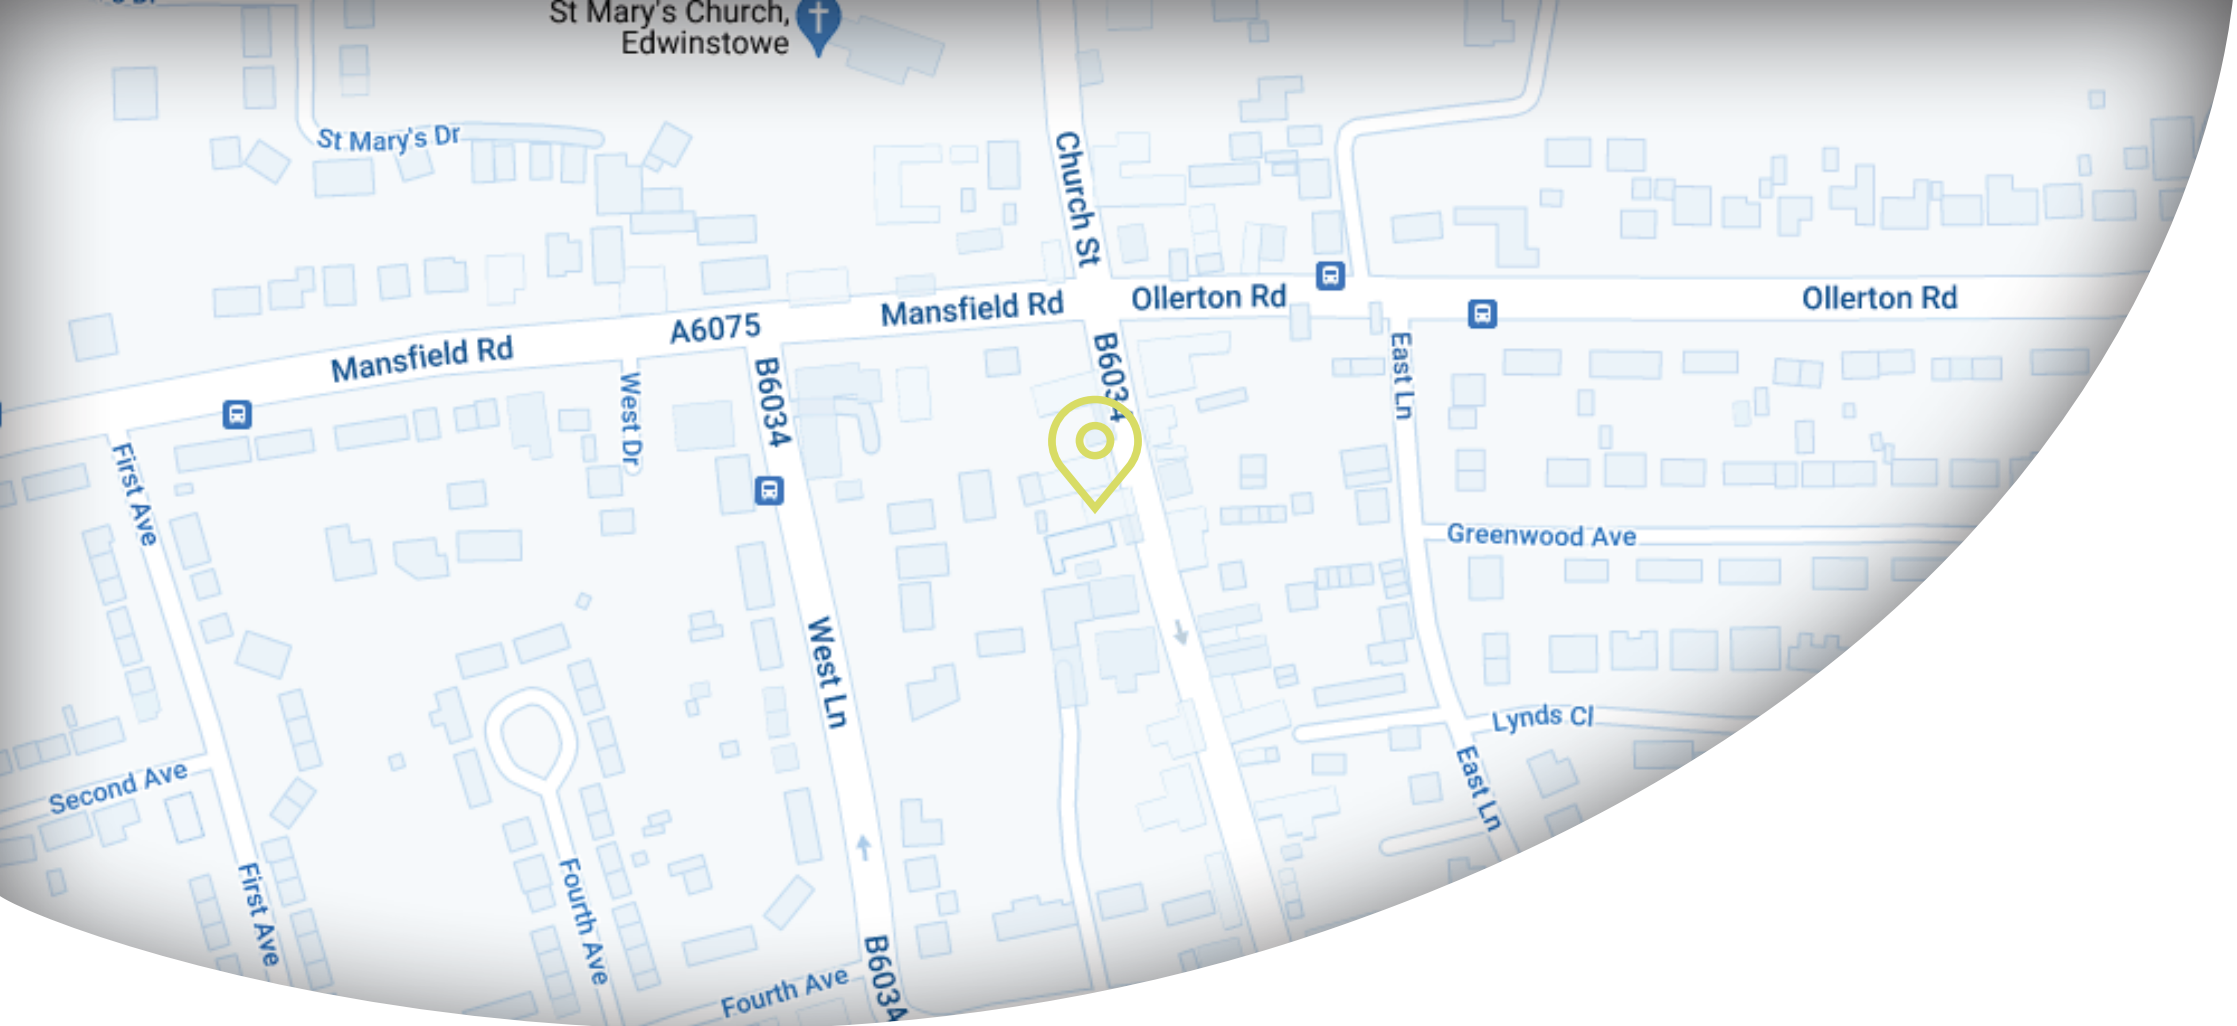 St Mary's Church,
Edwinstowe
St Mary's Dr
Church St
Mansfield Rd
A6075
Mansfield Rd
Ollerton Rd
Ollerton Rd
West Dr
B6034
B6034
East Ln
First Ave
Greenwood Ave
West Ln
Lynds Cl
Second Ave
East Ln
First Ave
Fourth Ave
Fourth Ave
B6034